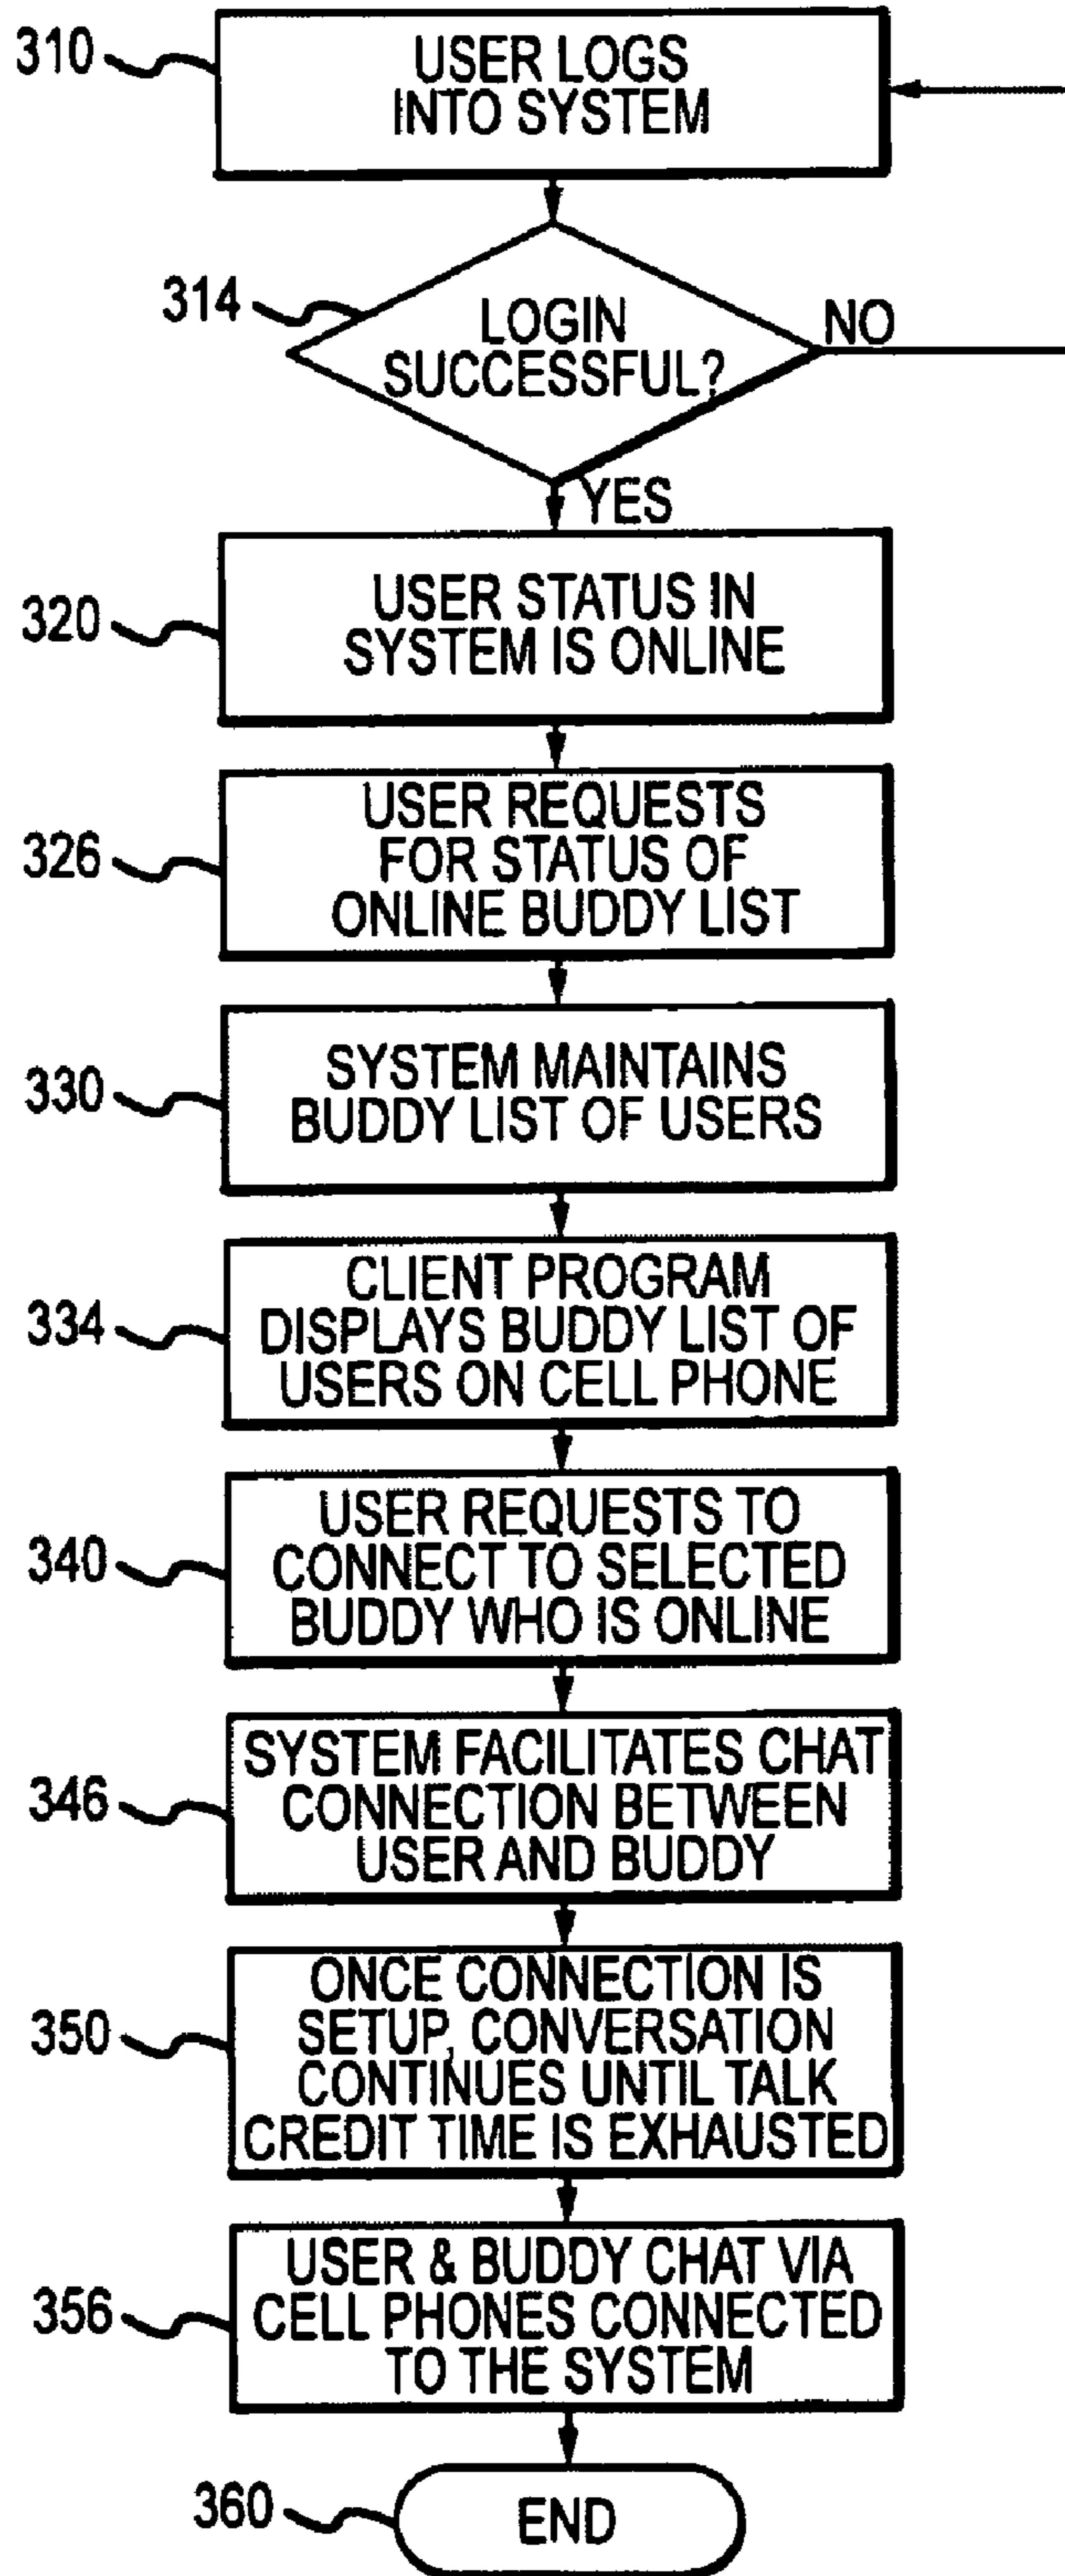 310
USER LOGS
INTO SYSTEM
314
LOGIN
SUCCESSFUL?
NO
YES
320
USER STATUS IN
SYSTEM IS ONLINE
326
USER REQUESTS
FOR STATUS OF
ONLINE BUDDY LIST
330
SYSTEM MAINTAINS
BUDDY LIST OF USERS
334
CLIENT PROGRAM
DISPLAYS BUDDY LIST OF
USERS ON CELL PHONE
340
USER REQUESTS TO
CONNECT TO SELECTED
BUDDY WHO IS ONLINE
346
SYSTEM FACILITATES CHAT
CONNECTION BETWEEN
USER AND BUDDY
350
ONCE CONNECTION IS
SETUP, CONVERSATION
CONTINUES UNTIL TALK
CREDIT TIME IS EXHAUSTED
356
USER & BUDDY CHAT VIA
CELL PHONES CONNECTED
TO THE SYSTEM
360
END